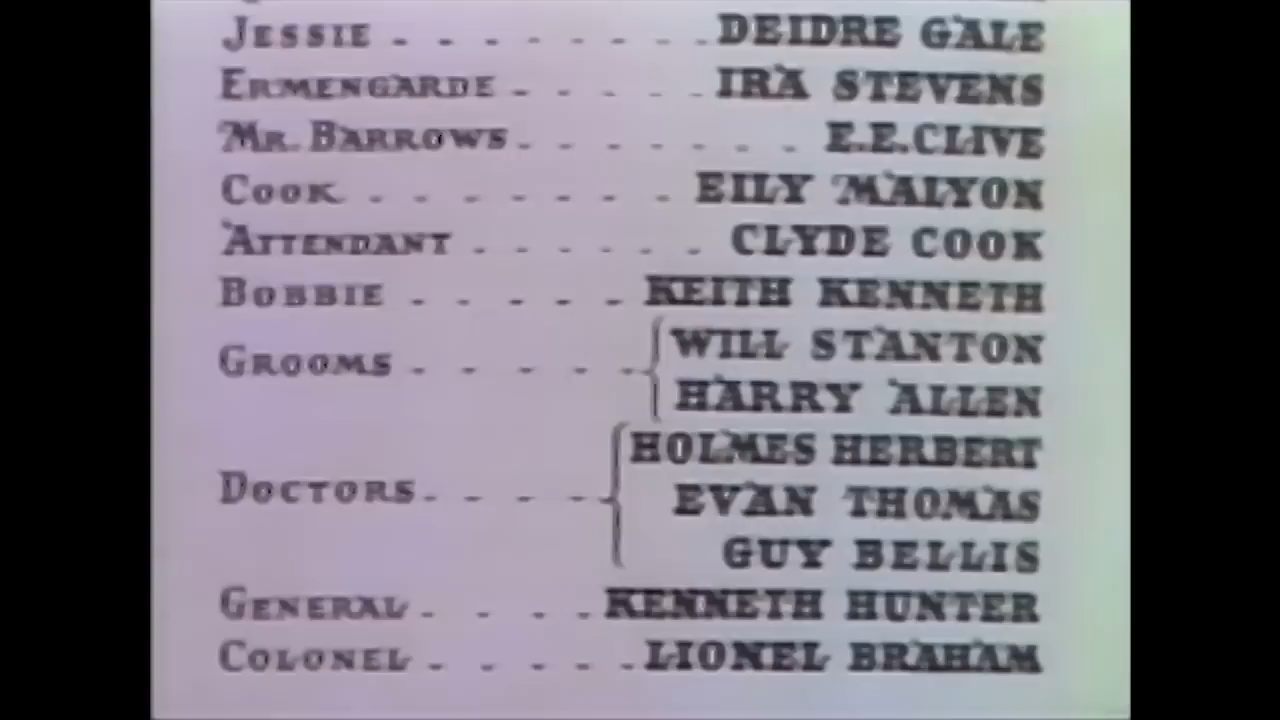 JESSIE - - - - - - - - DEIDRE GALE
ERMENGARDE - - - - - IRA STEVENS
MR. BARROWS - - - - - - - E.E.CLIVE
COOK - - - - - - - EILY MALYON
ATTENDANT - - - - - - CLYDE COOK
BOBBIE - - - - - KEITH KENNETH
GROOMS - - - - - { WILL STANTON
HARRY ALLEN
DOCTORS - - - - { HOLMES HERBERT
EVAN THOMAS
GUY BELLIS
GENERAL - - - - KENNETH HUNTER
COLONEL - - - - - LIONEL BRAHAM